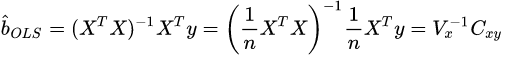 $\hat{b}_{OLS} = (X^T X)^{-1} X^T y = \left( \frac{1}{n} X^T X \right)^{-1} \frac{1}{n} X^T y = V_x^{-1} C_{xy}$